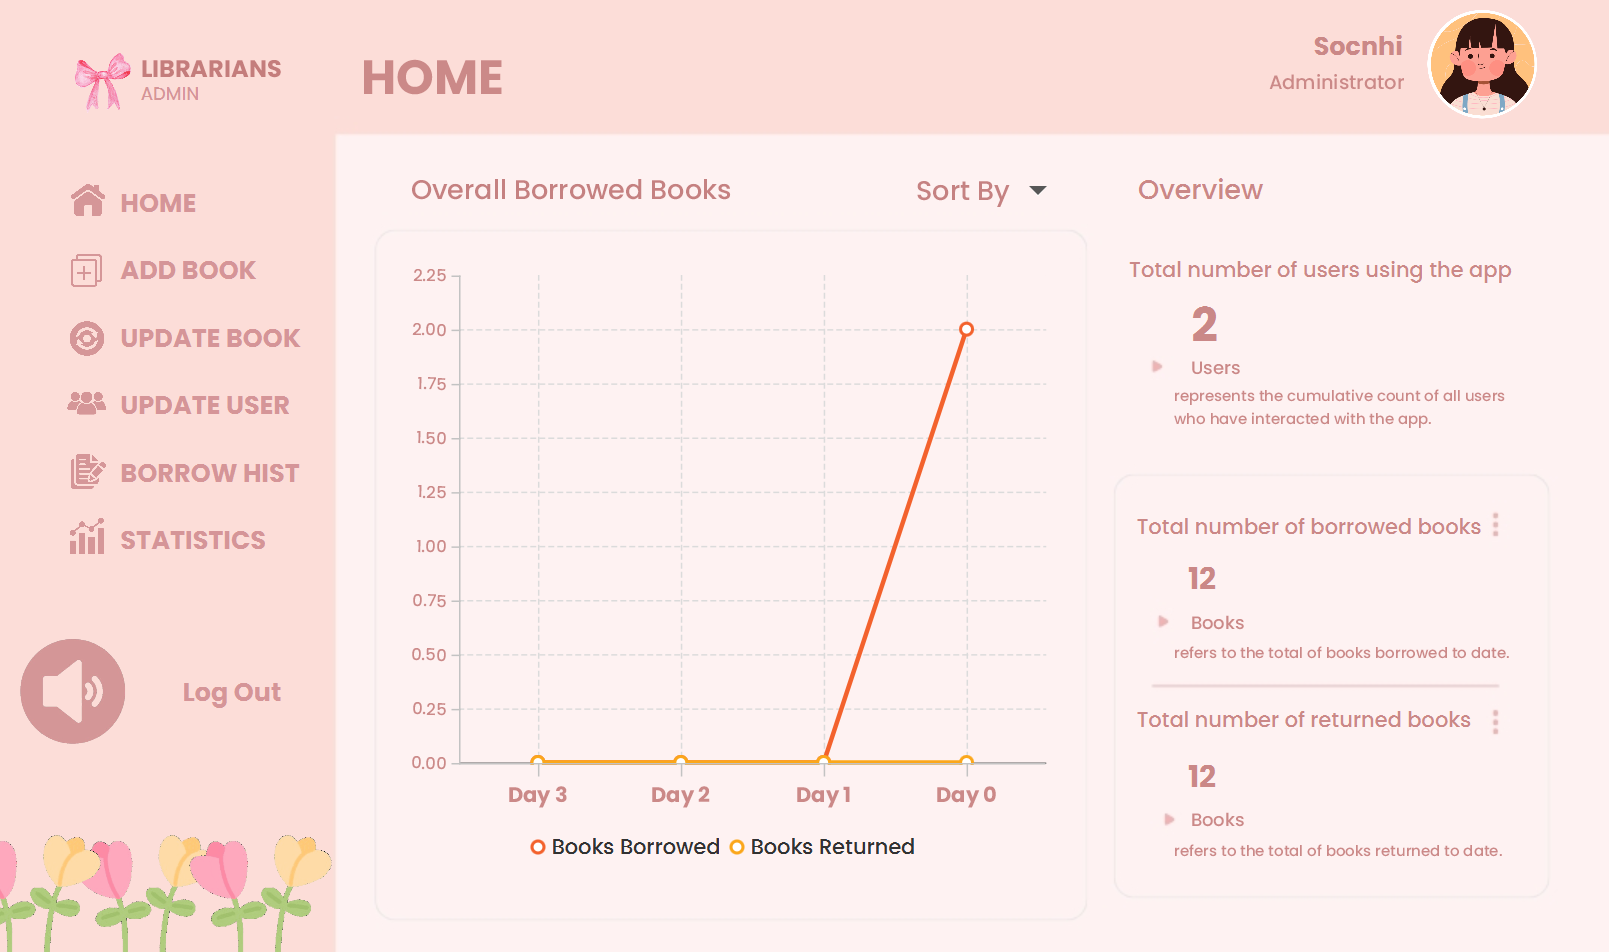 LIBRARIANS
ADMIN
HOME
Socnhi
Administrator
HOME
ADD BOOK
UPDATE BOOK
UPDATE USER
BORROW HIST
STATISTICS
Log Out
Overall Borrowed Books
Sort By
2.25
2.00
1.75
1.50
1.25
1.00
0.75
0.50
0.25
0.00
Day 3
Day 2
Day 1
Day 0
Books Borrowed
Books Returned
Overview
Total number of users using the app
2
Users
represents the cumulative count of all users
who have interacted with the app.
Total number of borrowed books
12
Books
refers to the total of books borrowed to date.
Total number of returned books
12
Books
refers to the total of books returned to date.